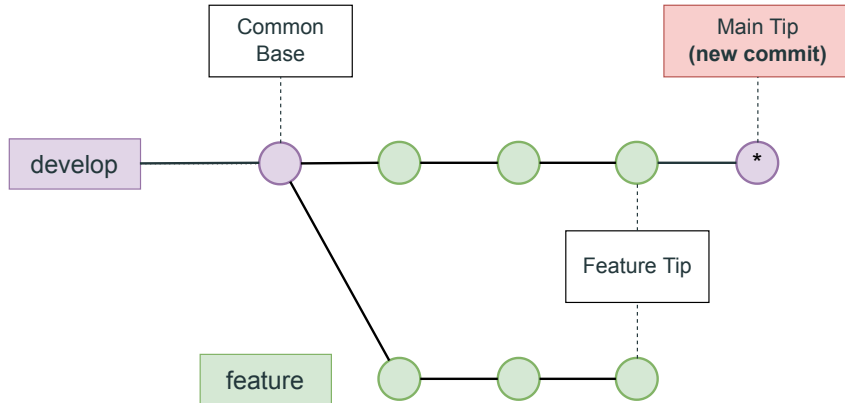 Common
Base
Main Tip
(new commit)
develop
*
Feature Tip
feature